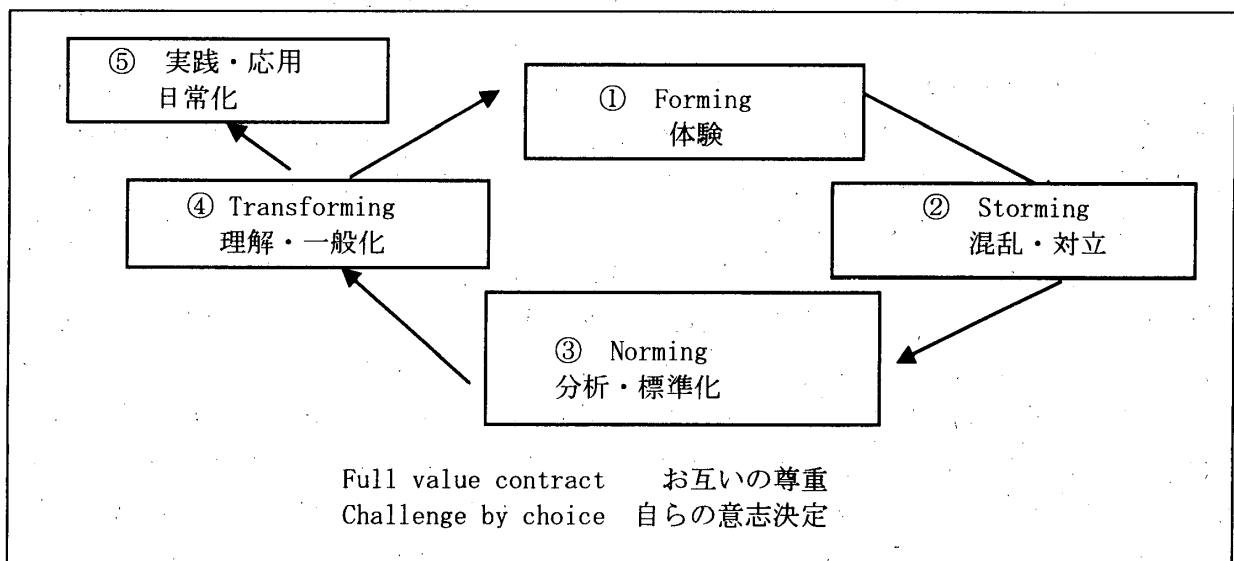 ⑤ 実践・応用
日常化
① Forming
体験
④ Transforming
理解・一般化
② Storming
混乱・対立
③ Norming
分析・標準化
Full value contract お互いの尊重
Challenge by choice 自らの意志決定